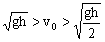 √gh > v₀ > √(gh/2)